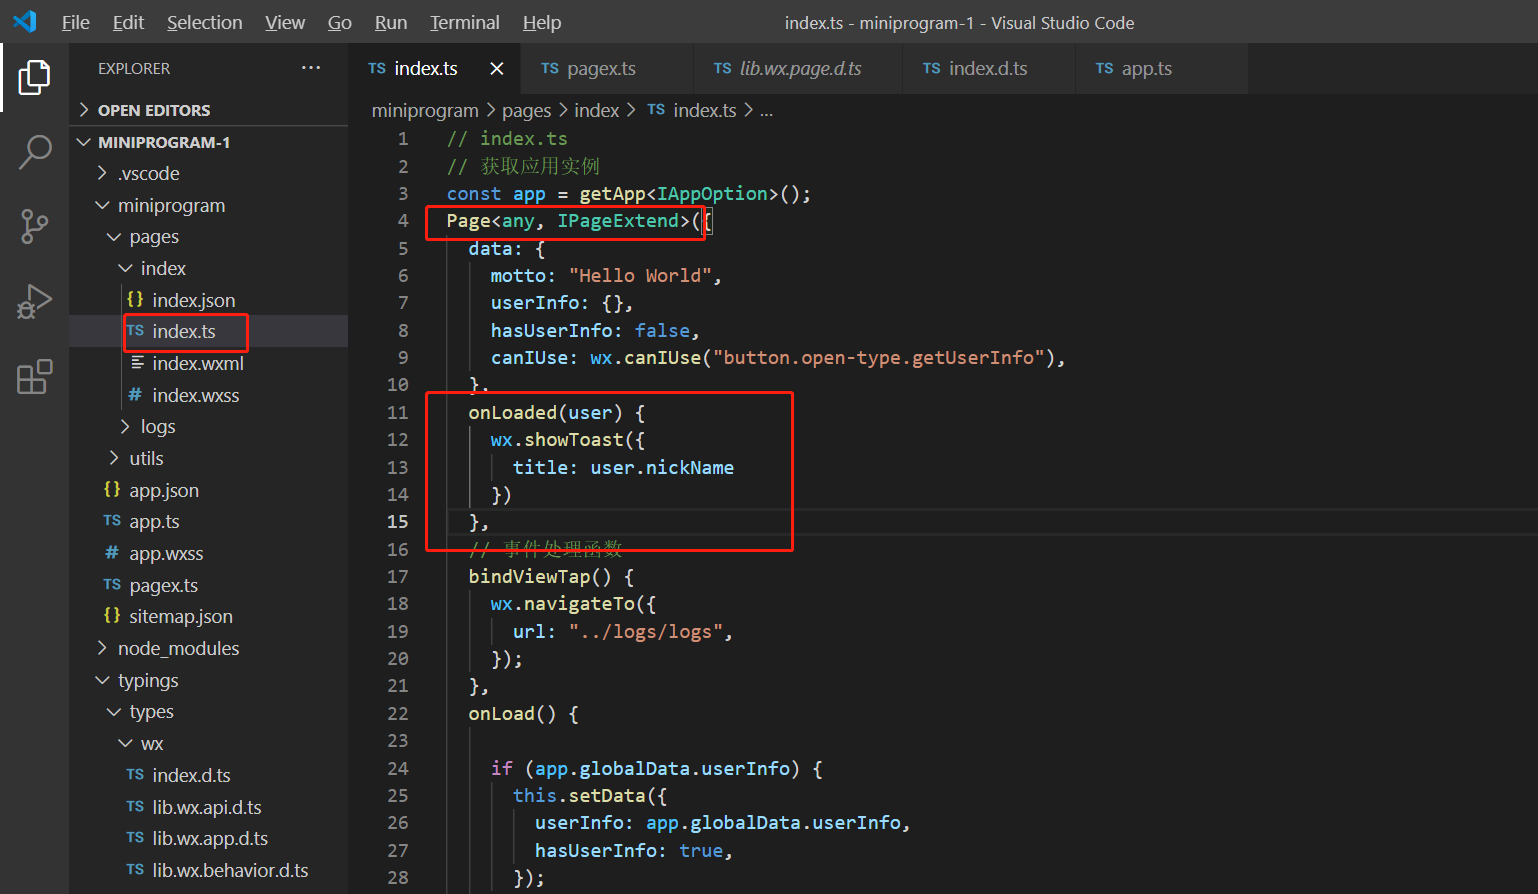 File Edit Selection View Go Run Terminal Help
index.ts - miniprogram-1 - Visual Studio Code
EXPLORER ...
OPEN EDITORS
MINIPROGRAM-1
.vscode
miniprogram
pages
index
{} index.json
TS index.ts
index.wxml
# index.wxss
logs
utils
{} app.json
TS app.ts
# app.wxss
TS pagex.ts
{} sitemap.json
node_modules
typings
types
wx
TS index.d.ts
TS lib.wx.api.d.ts
TS lib.wx.app.d.ts
TS lib.wx.behavior.d.ts
TS index.ts × TS pagex.ts TS lib.wx.page.d.ts TS index.d.ts TS app.ts
miniprogram > pages > index > TS index.ts > ...
1 // index.ts
2 // 获取应用实例
3 const app = getApp<IAppOption>();
4 Page<any, IPageExtend>({
5 data: {
6 motto: "Hello World",
7 userInfo: {},
8 hasUserInfo: false,
9 canIUse: wx.canIUse("button.open-type.getUserInfo"),
10 },
11 onLoaded(user) {
12 wx.showToast({
13 title: user.nickName
14 })
15 },
16 // 事件处理函数
17 bindViewTap() {
18 wx.navigateTo({
19 url: "../logs/logs",
20 });
21 },
22 onLoad() {
23
24 if (app.globalData.userInfo) {
25 this.setData({
26 userInfo: app.globalData.userInfo,
27 hasUserInfo: true,
28 });